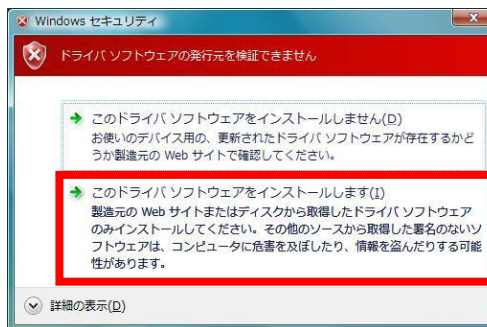 Windows セキュリティ
ドライバ ソフトウェアの発行元を検証できません
このドライバ ソフトウェアをインストールしません(D)
お使いのデバイス用の、更新されたドライバ ソフトウェアが存在するかど
うか製造元の Web サイトで確認してください。
このドライバ ソフトウェアをインストールします(I)
製造元の Web サイトまたはディスクから取得したドライバ ソフトウェア
のみインストールしてください。その他のソースから取得した署名のないソ
フトウェアは、コンピュータに危害を及ぼしたり、情報を盗んだりする可能
性があります。
詳細の表示(D)